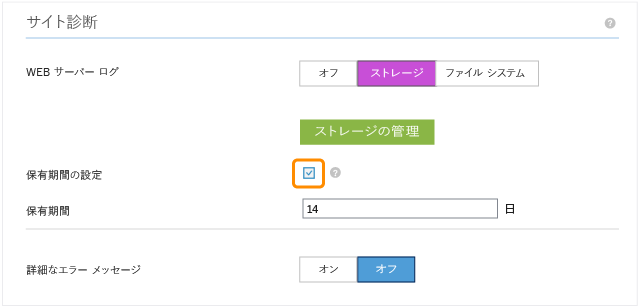 サイト診断
?
WEB サーバー ログ
オフ ストレージ ファイル システム
ストレージの管理
保有期間の設定
?
保有期間
14 日
詳細なエラー メッセージ
オン オフ